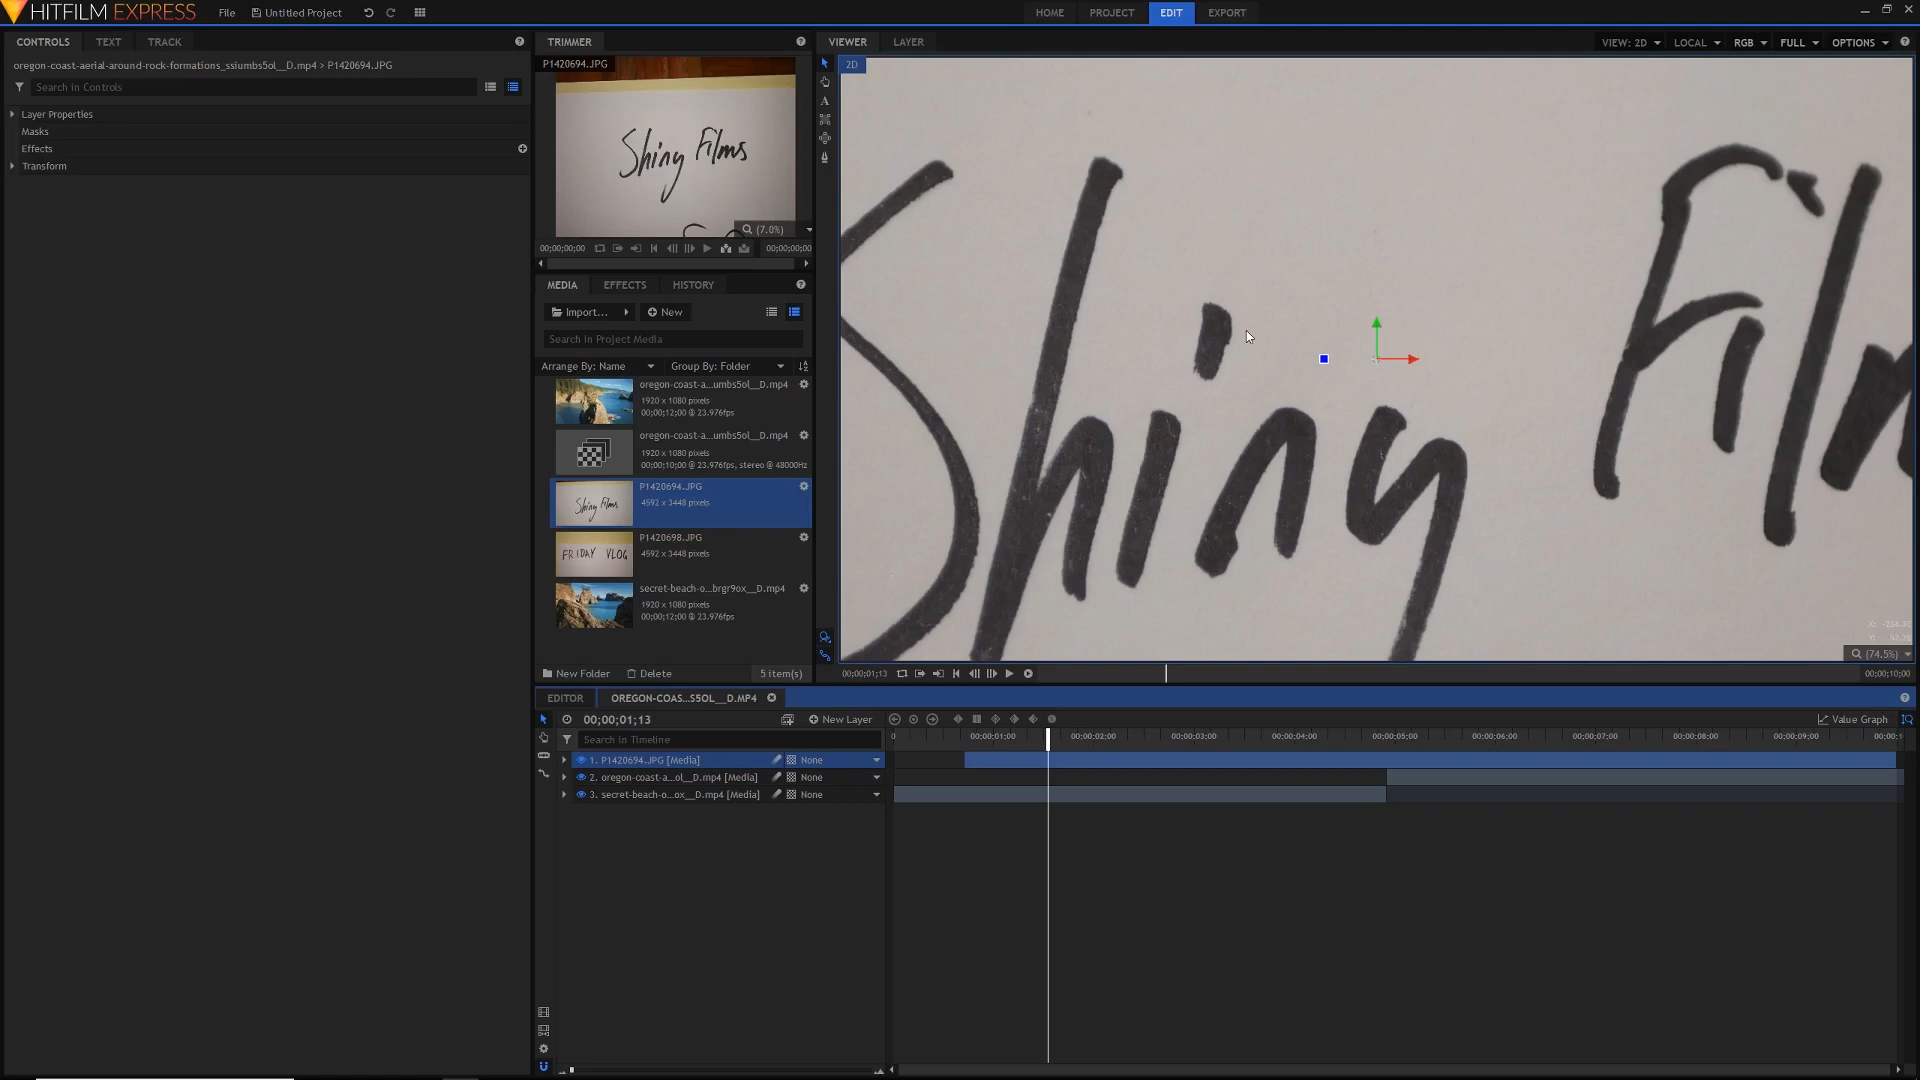 HITFILM EXPRESS File Untitled Project HOME PROJECT EDIT EXPORT
CONTROLS TEXT TRACK
oregon-coast-aerial-around-rock-formations_ssiumbs5ol__D.mp4 > P1420694.JPG
Search in Controls
Layer Properties
Masks
Effects
Transform
TRIMMER
P1420694.JPG
Shiny Films
(7.0%)
00;00;00;00 00;00;00;00
MEDIA EFFECTS HISTORY
Import... New
Search in Project Media
Arrange By: Name Group By: Folder
oregon-coast-a...umbs5ol__D.mp4
1920 x 1080 pixels
00;00;12;00 @ 23.976fps
oregon-coast-a...umbs5ol__D.mp4
1920 x 1080 pixels
00;00;10;00 @ 23.976fps, stereo @ 48000Hz
Shiny Films
P1420694.JPG
4592 x 3448 pixels
FRIDAY VLOG
P1420698.JPG
4592 x 3448 pixels
secret-beach-o...brgr9ox__D.mp4
1920 x 1080 pixels
00;00;12;00 @ 23.976fps
New Folder Delete 5 item(s)
VIEWER LAYER VIEW: 2D LOCAL RGB FULL OPTIONS
2D
Shiny Film
(74.5%)
00;00;01;13 00;00;10;00
EDITOR OREGON-COAS...S5OL__D.MP4
00;00;01;13 New Layer Value Graph
Search in Timeline
0 00:00:01;00 00:00:02;00 00:00:03;00 00:00:04;00 00:00:05;00 00:00:06;00 00:00:07;00 00:00:08;00 00:00:09;00
1. P1420694.JPG [Media] None
2. oregon-coast-a...ol__D.mp4 [Media] None
3. secret-beach-o...ox__D.mp4 [Media] None